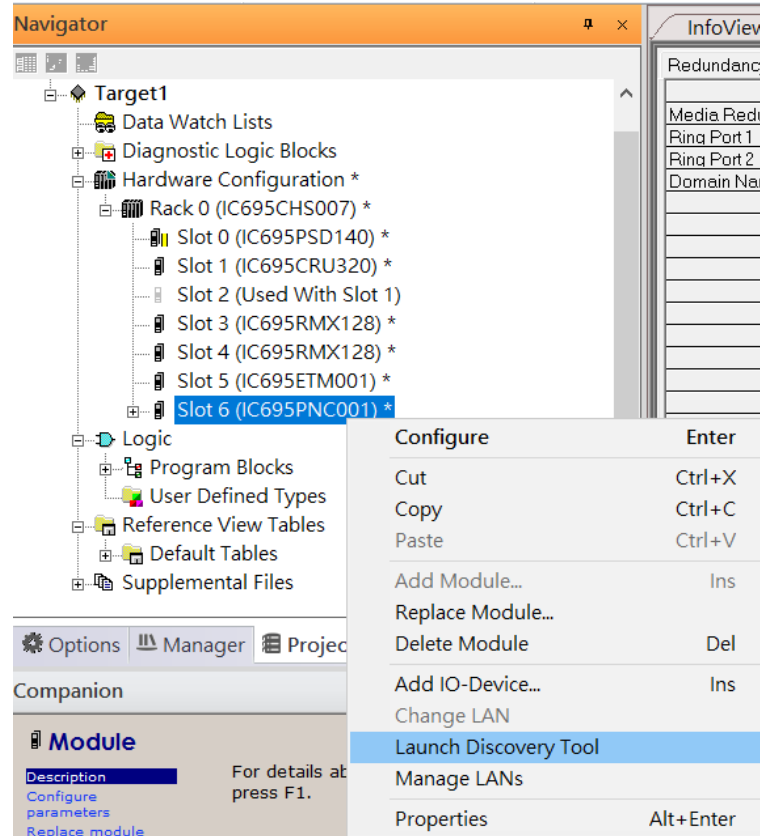 Navigator
InfoView
Redundancy
Target1
Data Watch Lists
Diagnostic Logic Blocks
Hardware Configuration *
Rack 0 (IC695CHS007) *
Slot 0 (IC695PSD140) *
Slot 1 (IC695CRU320) *
Slot 2 (Used With Slot 1)
Slot 3 (IC695RMX128) *
Slot 4 (IC695RMX128) *
Slot 5 (IC695ETM001) *
Slot 6 (IC695PNC001) *
Logic
Program Blocks
User Defined Types
Reference View Tables
Default Tables
Supplemental Files
Media Redu
Ring Port 1
Ring Port 2
Domain Nar
Configure Enter
Cut Ctrl+X
Copy Ctrl+C
Paste Ctrl+V
Add Module... Ins
Replace Module...
Delete Module Del
Add IO-Device... Ins
Change LAN
Launch Discovery Tool
Manage LANs
Properties Alt+Enter
Options Manager Projec
Companion
Module
Description
Configure
parameters
Replace module
For details ab
press F1.